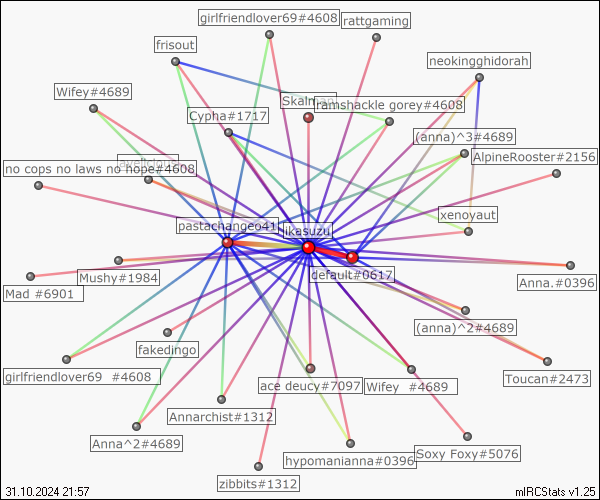 girlfriendlover69#4608
rattgaming
frisout
neokingghidorah
Wifey#4689
Skalman
ramshackle gorey#4608
Cypha#1717
(anna)^3#4689
AlpineRooster#2156
no cops no laws no hope#4608
xenoyaut
pastachangeo41
likasuzu
default#0617
Mushy#1984
Mad #6901
Anna.#0396
(anna)^2#4689
fakedingo
girlfriendlover69 #4608
ace deucy#7097
Wifey #4689
Toucan#2473
Annarchist#1312
Anna^2#4689
hypomanianna#0396
Soxy Foxy#5076
zibbits#1312
31.10.2024 21:57
mIRCStats v1.25